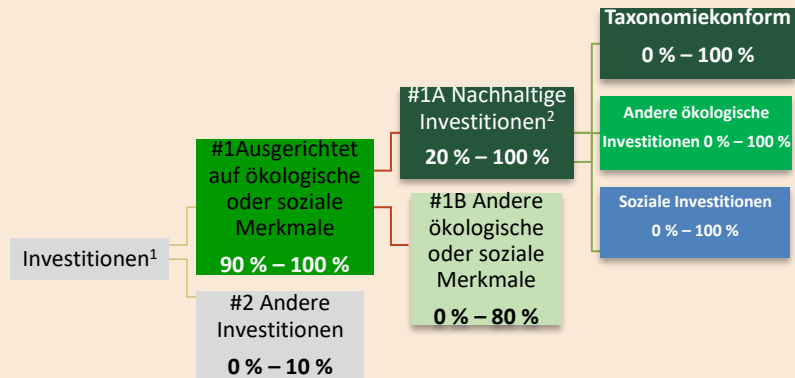 Taxonomiekonform
0 % – 100 %
#1A Nachhaltige
Investitionen²
20 % – 100 %
Andere ökologische
Investitionen 0 % – 100 %
Soziale Investitionen
0 % – 100 %
#1Ausgerichtet
auf ökologische
oder soziale
Merkmale
90 % – 100 %
#1B Andere
ökologische
oder soziale
Merkmale
0 % – 80 %
Investitionen¹
#2 Andere
Investitionen
0 % – 10 %